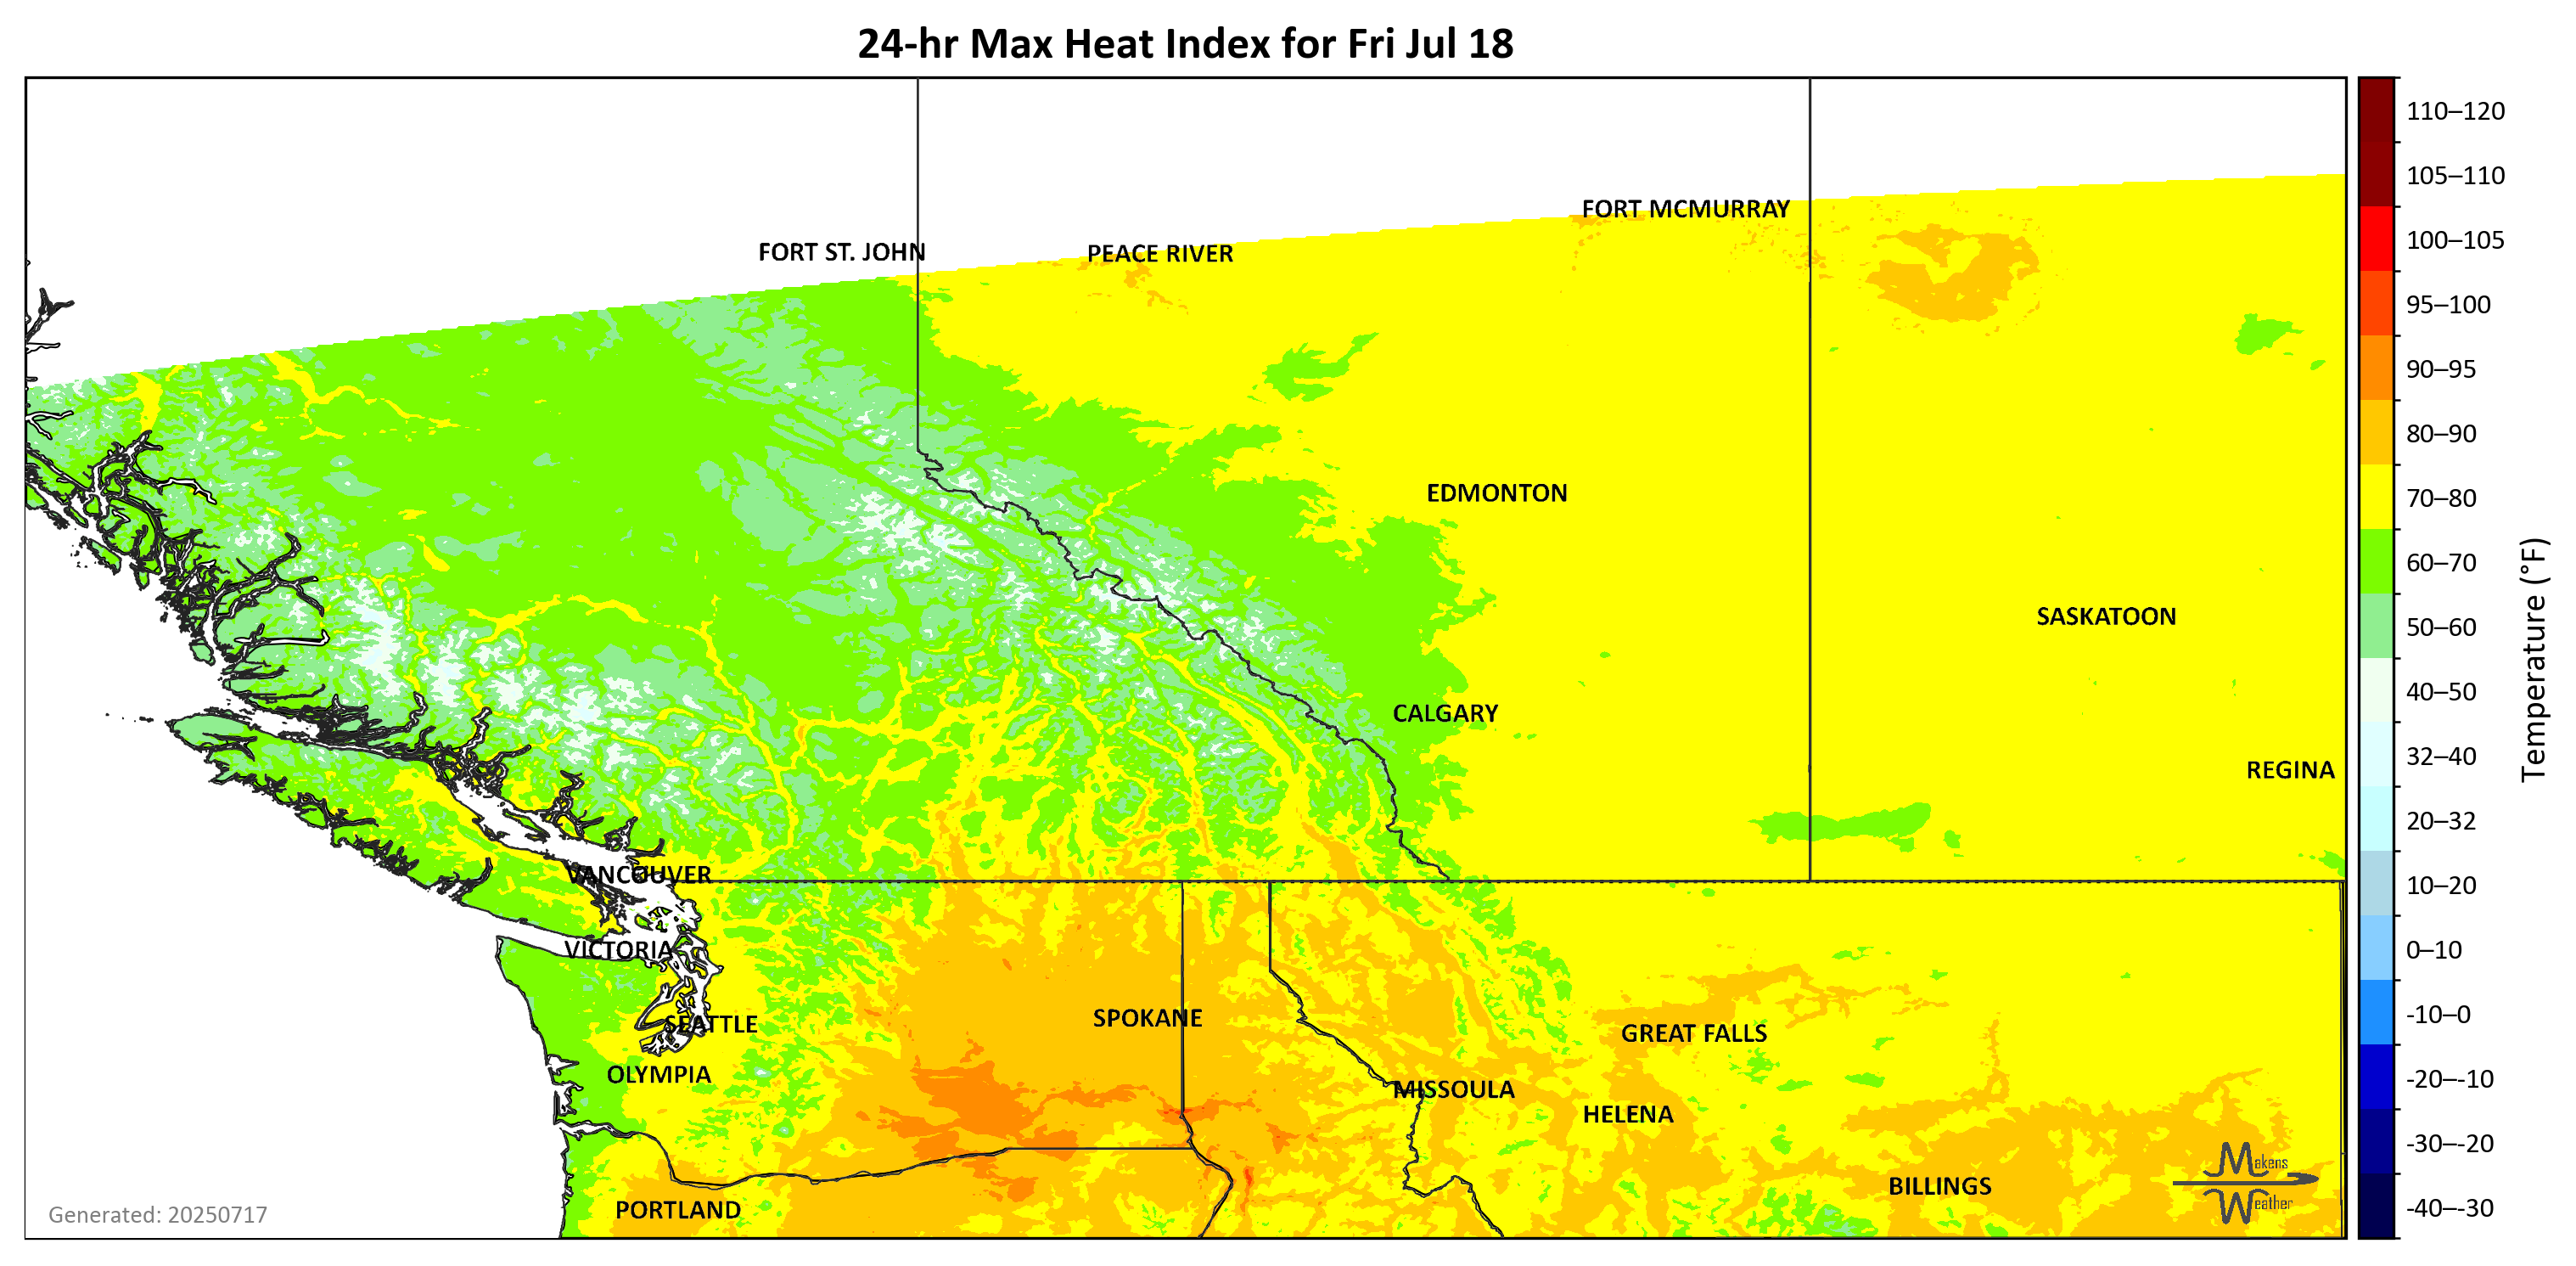 24-hr Max Heat Index for Fri Jul 18
FORT MCMURRAY
FORT ST. JOHN
PEACE RIVER
EDMONTON
SASKATOON
CALGARY
REGINA
VANCOUVER
VICTORIA
SPOKANE
SEATTLE
GREAT FALLS
OLYMPIA
MISSOULA
HELENA
BILLINGS
PORTLAND
Makens
Weather
Generated: 20250717
110–120
105–110
100–105
95–100
90–95
80–90
70–80
60–70
50–60
40–50
32–40
20–32
10–20
0–10
-10–0
-20–-10
-30–-20
-40–-30
Temperature (°F)